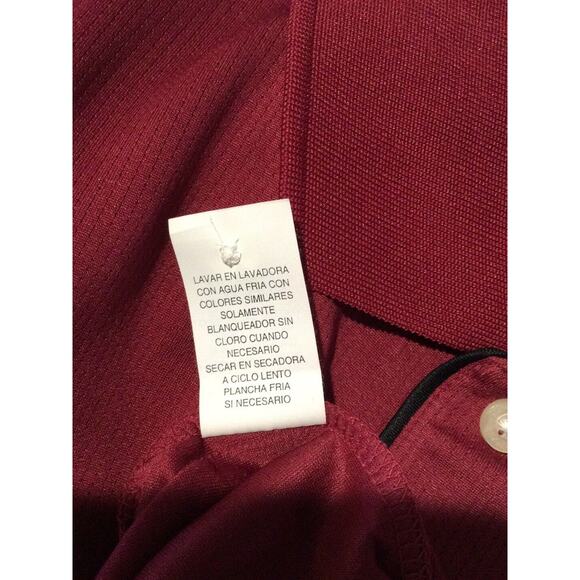 LAVAR EN LAVADORA
CON AGUA FRIA CON
COLORES SIMILARES
SOLAMENTE
BLANQUEADOR SIN
CLORO CUANDO
NECESARIO
SECAR EN SECADORA
A CICLO LENTO
PLANCHA FRIA
SI NECESARIO